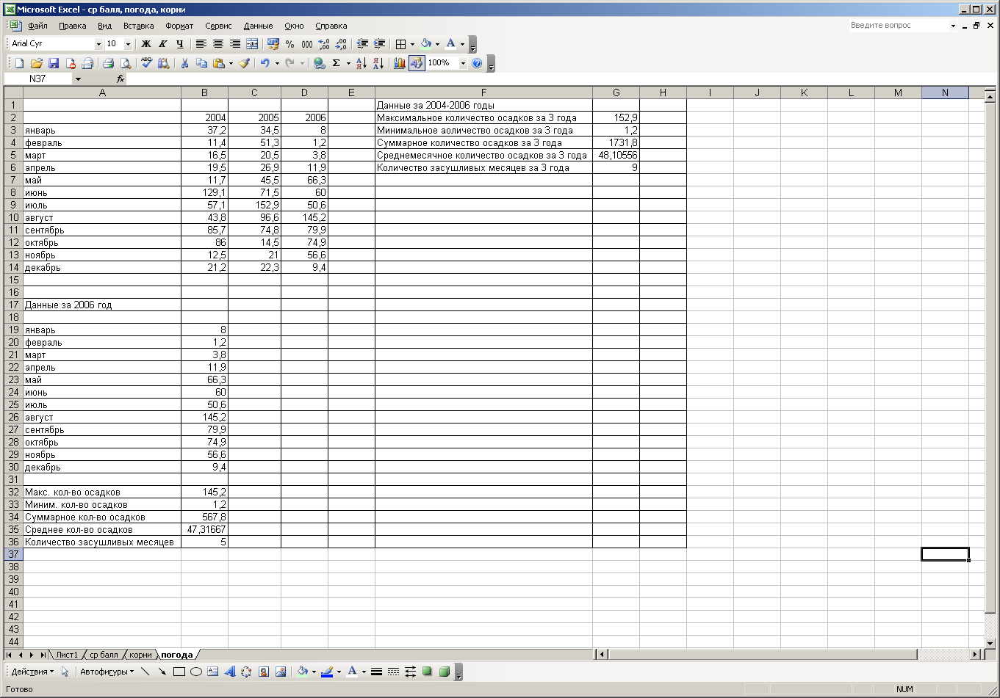 Microsoft Excel - ср балл, погода, корни
Файл Правка Вид Вставка Формат Сервис Данные Окно Справка Введите вопрос
Arial Cyr 10 Ж К Ч % 000
100%
N37 fx
A B C D E F G H I J K L M N
1 Данные за 2004-2006 годы
2 2004 2005 2006 Максимальное количество осадков за 3 года 152,9
3 январь 37,2 34,5 8 Минимальное аоличество осадков за 3 года 1,2
4 февраль 11,4 51,3 1,2 Суммарное количество осадков за 3 года 1731,8
5 март 16,5 20,5 3,8 Среднемесячное количество осадков за 3 года 48,10556
6 апрель 19,5 26,9 11,9 Количество засушливых месяцев за 3 года 9
7 май 11,7 45,5 66,3
8 июнь 129,1 71,5 60
9 июль 57,1 152,9 50,6
10 август 43,8 96,6 145,2
11 сентябрь 85,7 74,8 79,9
12 октябрь 86 14,5 74,9
13 ноябрь 12,5 21 56,6
14 декабрь 21,2 22,3 9,4
15
16
17 Данные за 2006 год
18
19 январь 8
20 февраль 1,2
21 март 3,8
22 апрель 11,9
23 май 66,3
24 июнь 60
25 июль 50,6
26 август 145,2
27 сентябрь 79,9
28 октябрь 74,9
29 ноябрь 56,6
30 декабрь 9,4
31
32 Макс. кол-во осадков 145,2
33 Миним. кол-во осадков 1,2
34 Суммарное кол-во осадков 567,8
35 Среднее кол-во осадков 47,31667
36 Количество засушливых месяцев 5
37
38
39
40
41
42
43
44
Лист1 ср балл корни погода
Действия Автофигуры
Готово NUM